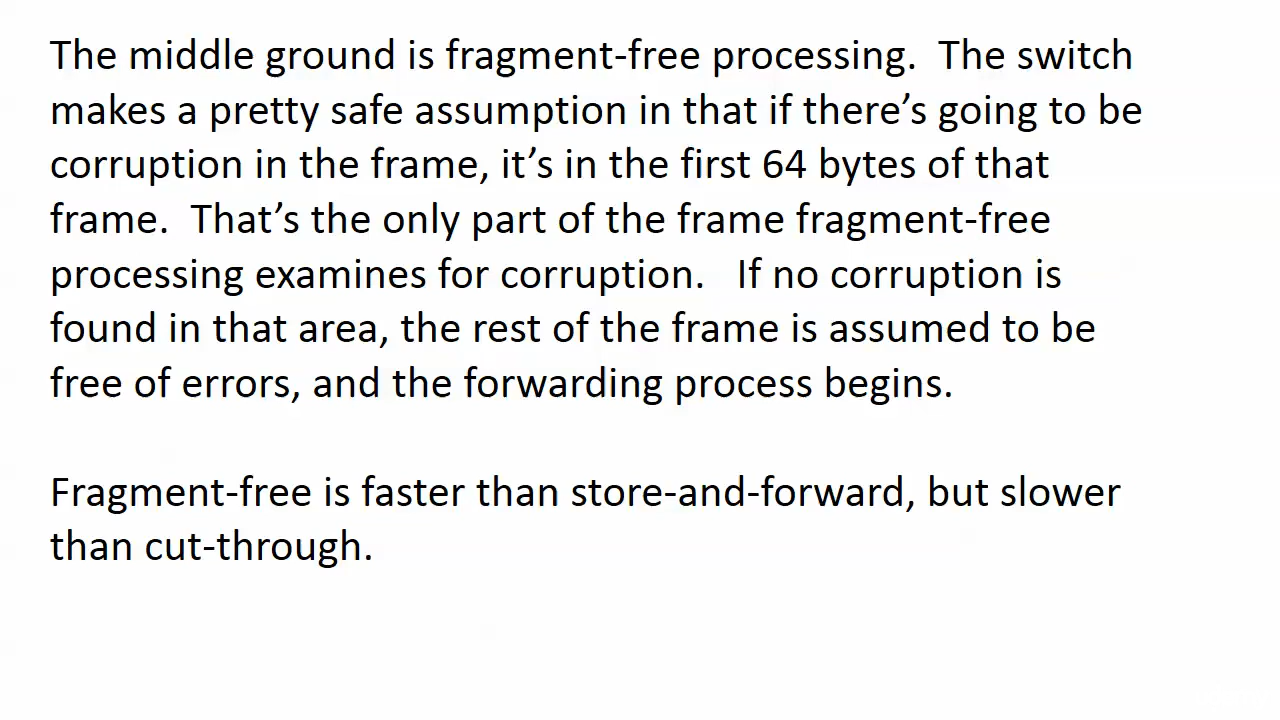 The middle ground is fragment-free processing.  The switch
makes a pretty safe assumption in that if there’s going to be
corruption in the frame, it’s in the first 64 bytes of that
frame.  That’s the only part of the frame fragment-free
processing examines for corruption.   If no corruption is
found in that area, the rest of the frame is assumed to be
free of errors, and the forwarding process begins.
Fragment-free is faster than store-and-forward, but slower
than cut-through.